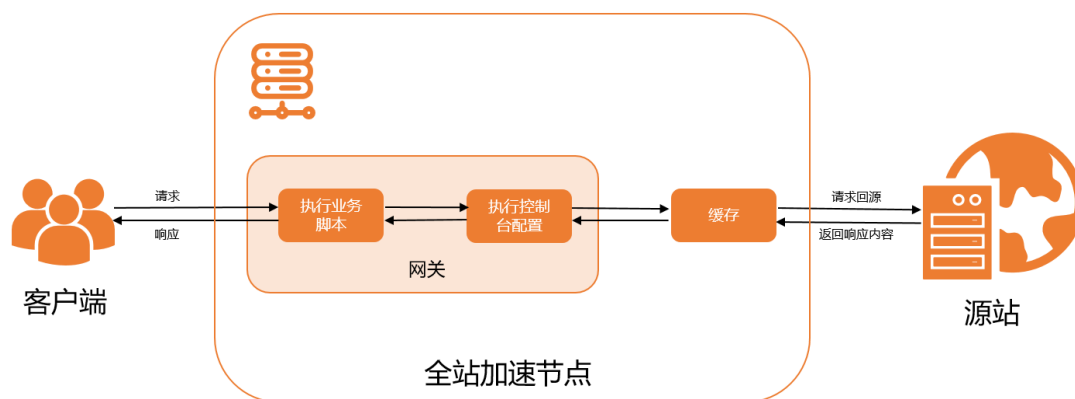 请求
响应
执行业务
脚本
执行控制
台配置
缓存
请求回源
返回响应内容
网关
客户端
源站
全站加速节点